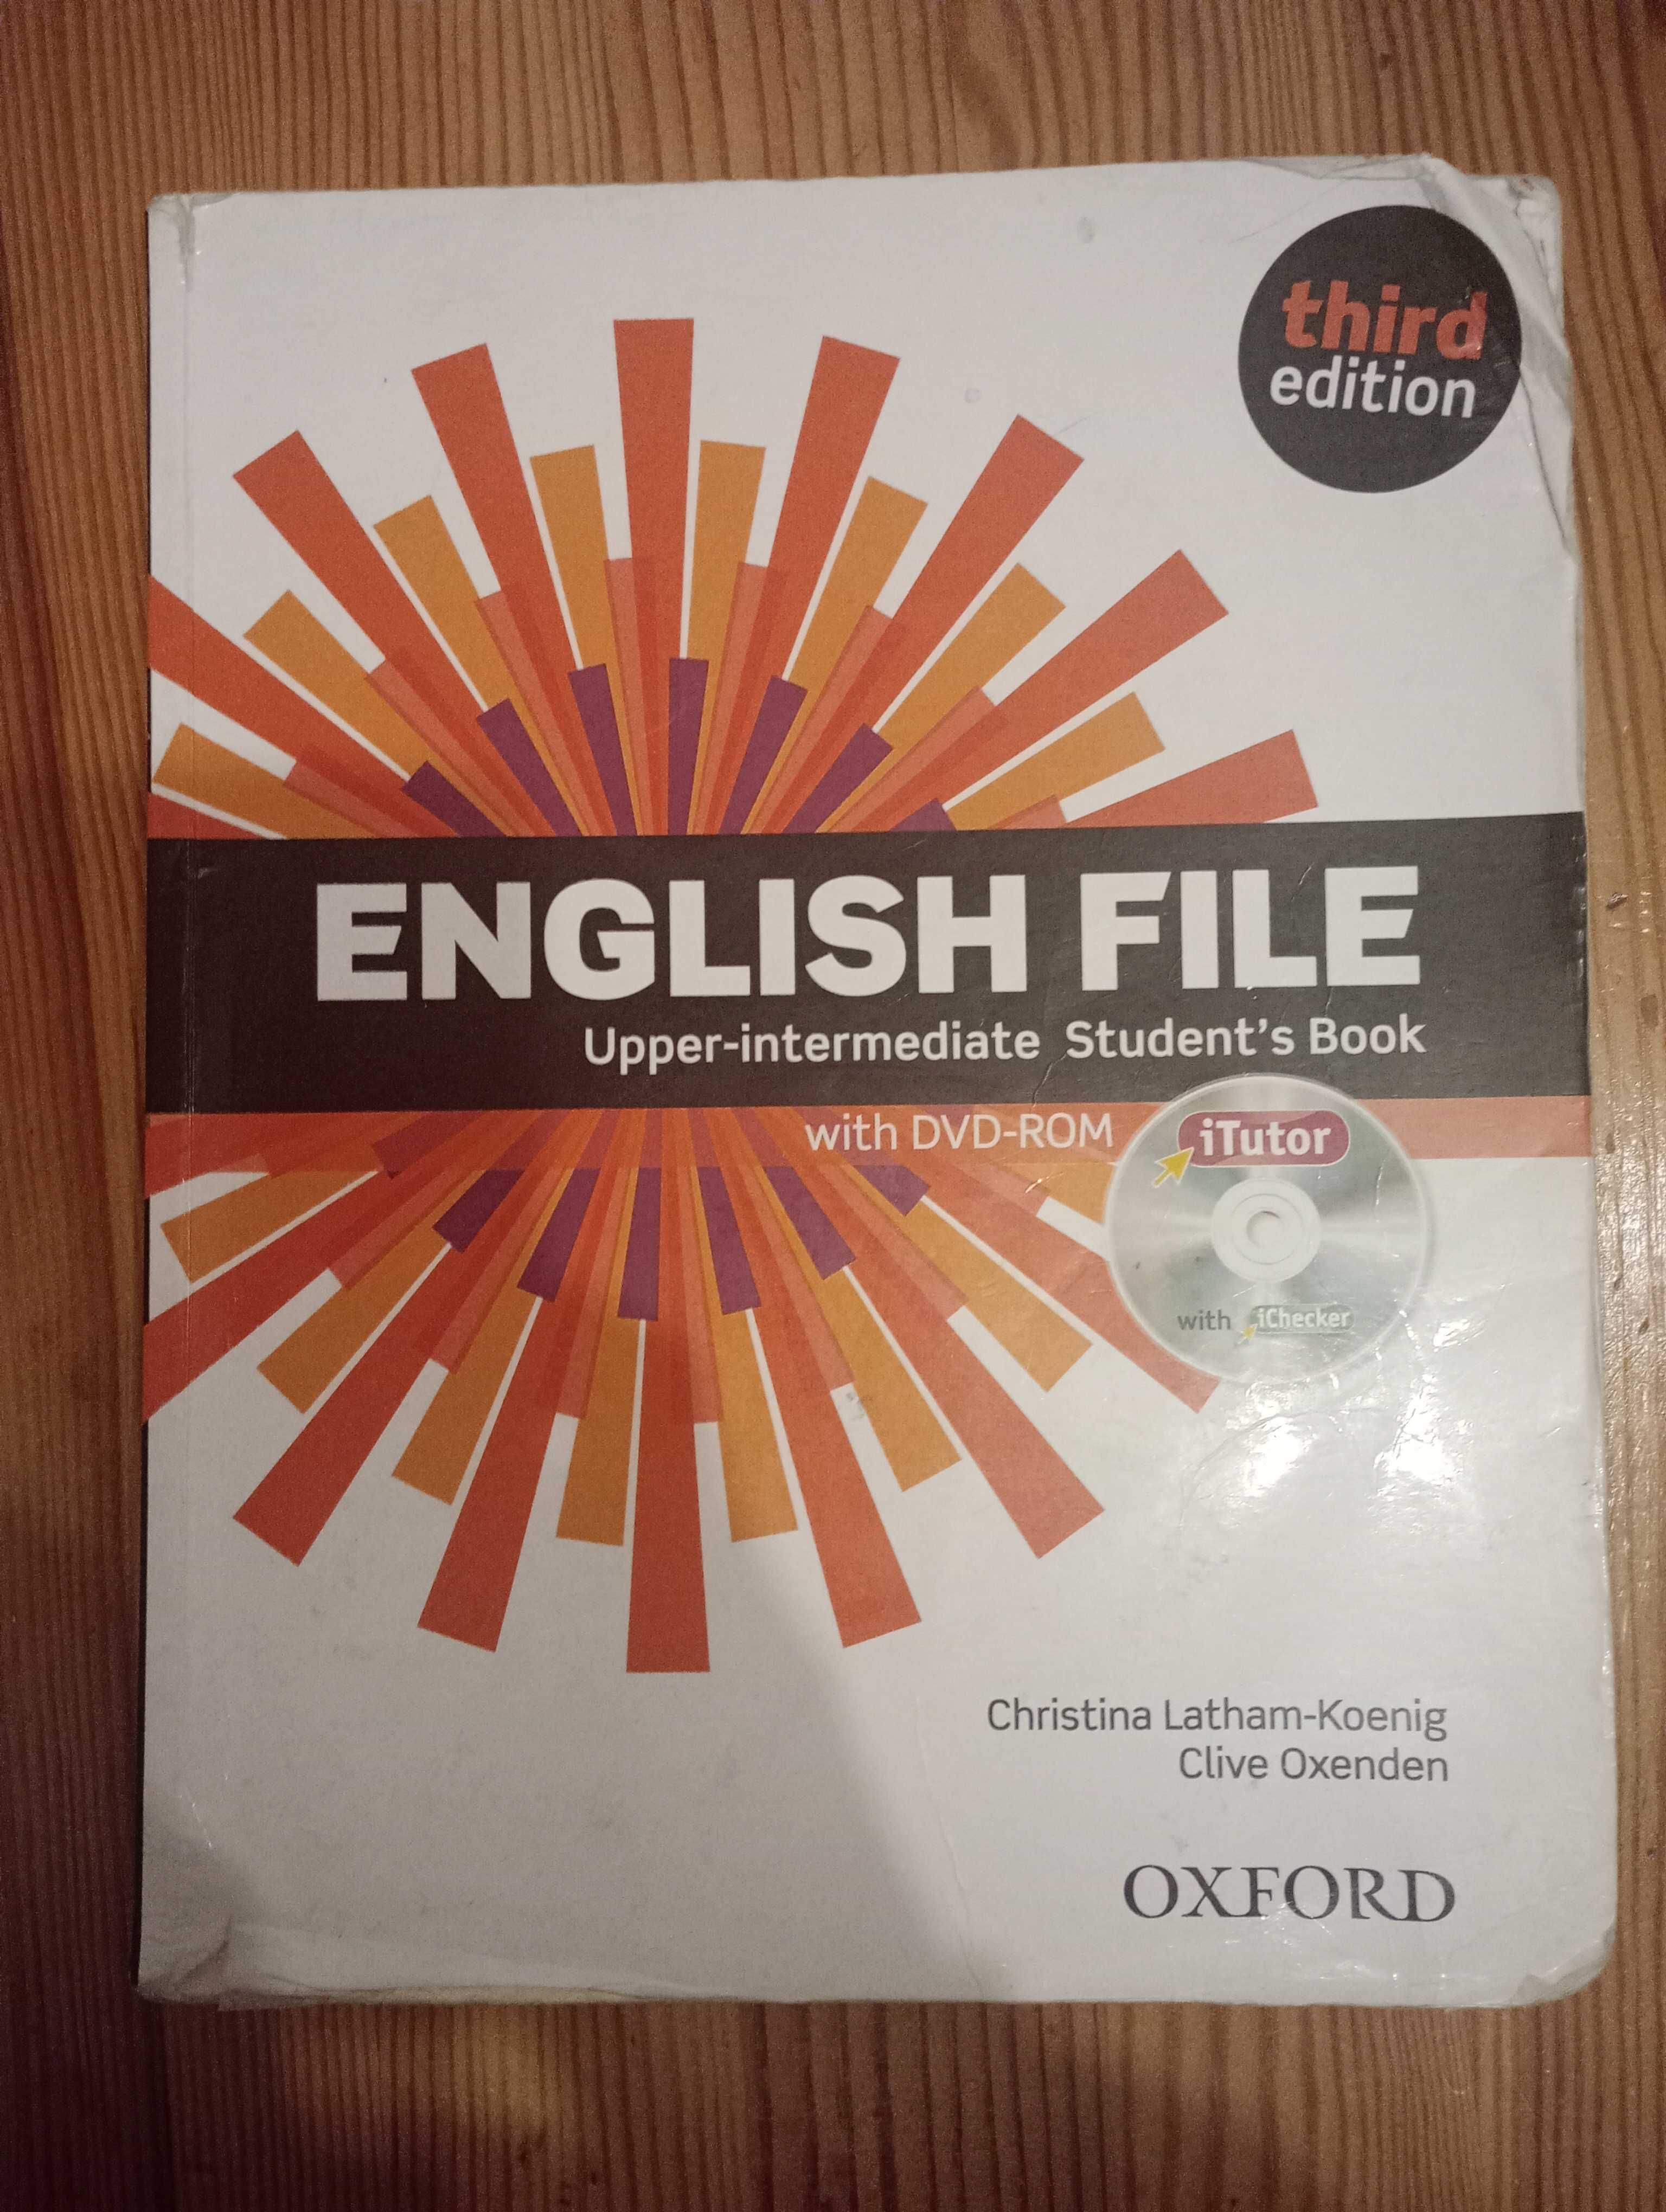 third
edition
ENGLISH FILE
Upper-intermediate Student's Book
with DVD-ROM
iTutor
with iChecker
Christina Latham-Koenig
Clive Oxenden
OXFORD